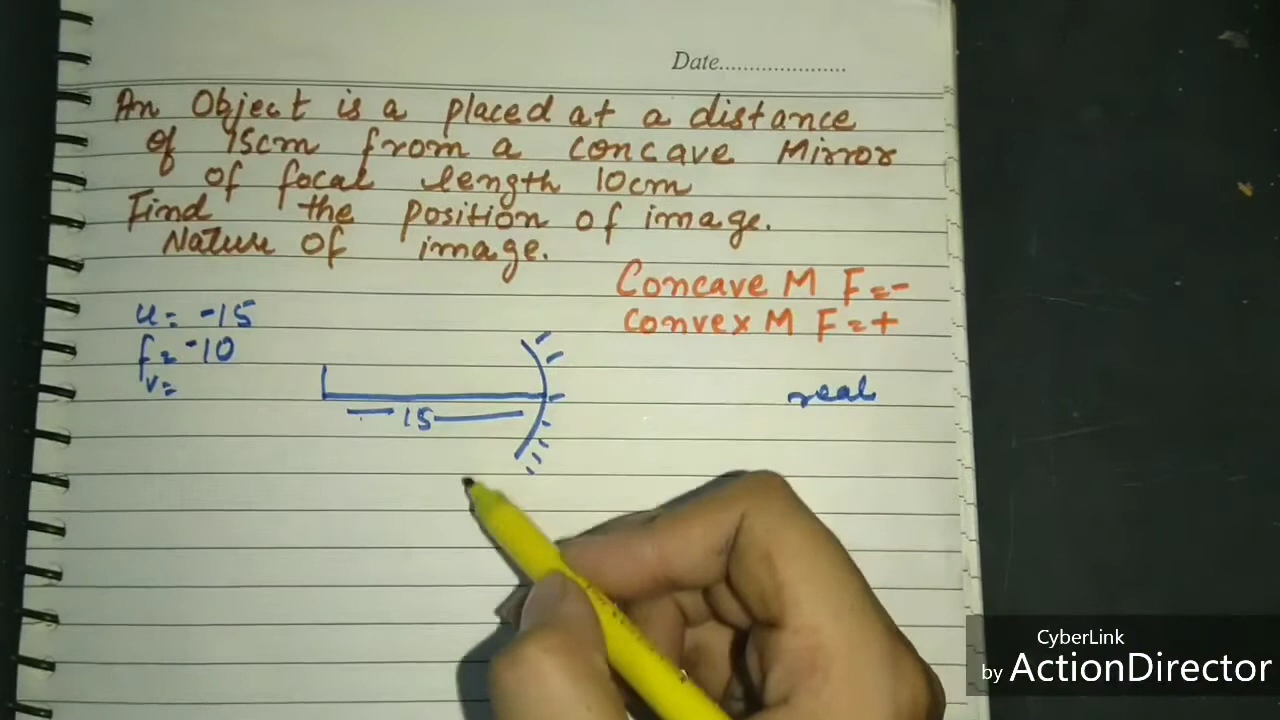 Date.....................
An Object is a placed at a distance
of 15cm from a concave Mirror
of focal length 10cm
Find the position of image.
Nature of image.
Concave M F=-
Convex M F=+
u= -15
f= -10
v=
15
real
CyberLink
by ActionDirector